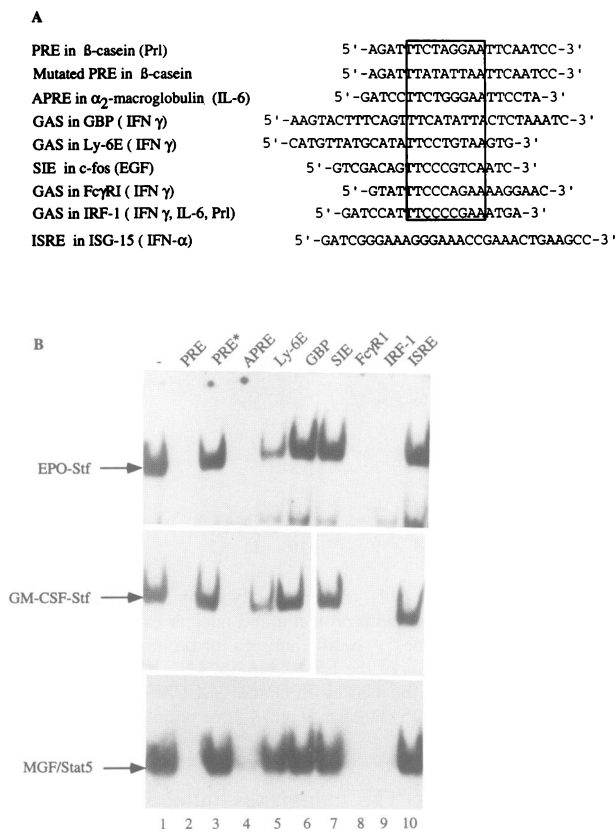 A
PRE in ß-casein (Prl) 5'-AGATTTCTAGGAATTCAATCC-3'
Mutated PRE in ß-casein 5'-AGATTTATATTAATTCAATCC-3'
APRE in α2-macroglobulin (IL-6) 5'-GATCCTTCTGGGAATTCCTA-3'
GAS in GBP ( IFN γ) 5'-AAGTACTTTCAGTTTCATATTACTCTAAATC-3'
GAS in Ly-6E ( IFN γ) 5'-CATGTTATGCATATTCCTGTAAGTG-3'
SIE in c-fos (EGF) 5'-GTCGACAGTTCCCGTCAATC-3'
GAS in FcγRI ( IFN γ) 5'-GTATTTCCCAGAAAAGGAAC-3'
GAS in IRF-1 ( IFN γ, IL-6, Prl) 5'-GATCCATTTCCCCGAAATGA-3'
ISRE in ISG-15 ( IFN-α) 5'-GATCGGGAAAGGGAAACCGAAACTGAAGCC-3'
B
- PRE PRE* APRE Ly-6E GBP SIE FcγR1 IRF-1 ISRE
EPO-Stf
GM-CSF-Stf
MGF/Stat5
1 2 3 4 5 6 7 8 9 10